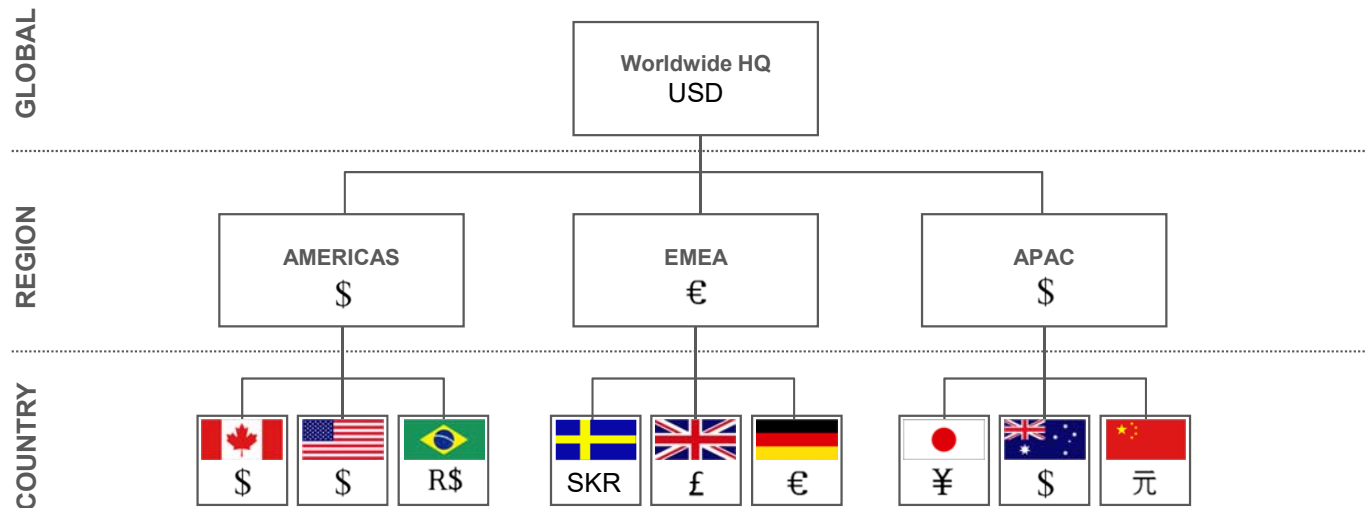 GLOBAL
Worldwide HQ
USD
REGION
AMERICAS
$
EMEA
€
APAC
$
COUNTRY
$
$
R$
SKR
£
€
¥
$
元